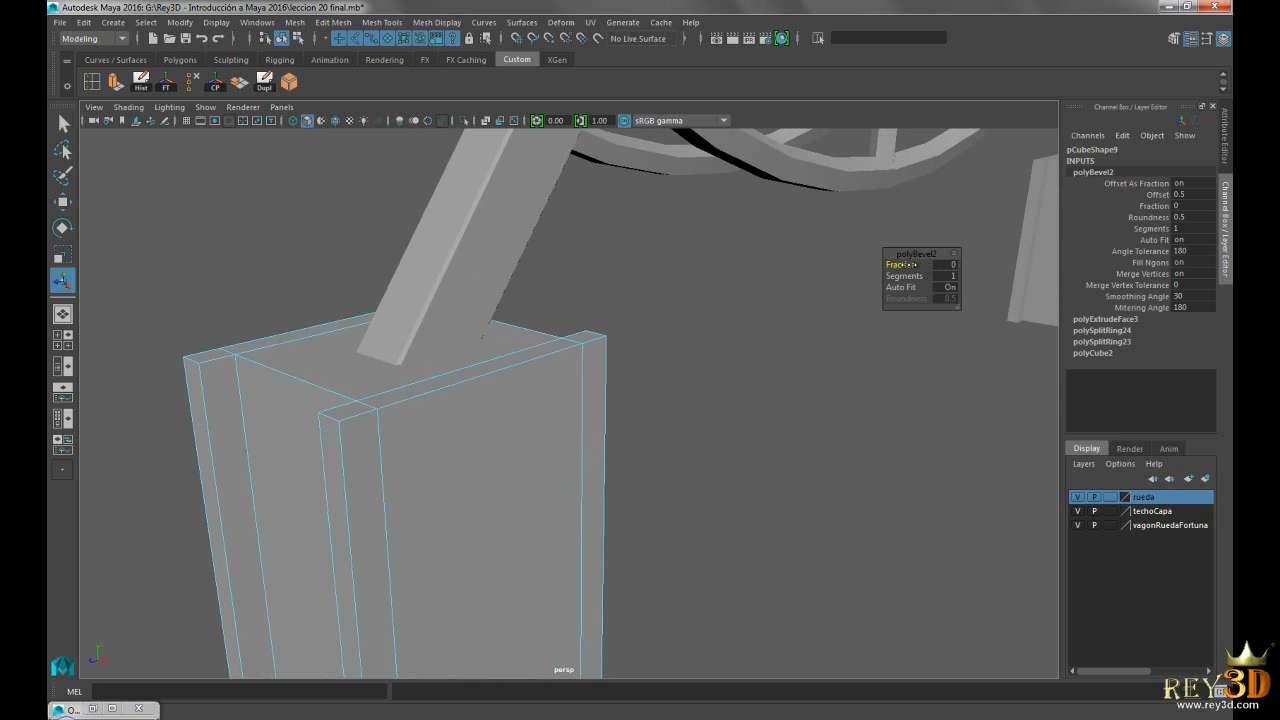 Autodesk Maya 2016: G:\Rey3D - Introducción a Maya 2016\leccion 20 final.mb*
File Edit Create Select Modify Display Windows Mesh Edit Mesh Mesh Tools Mesh Display Curves Surfaces Deform UV Generate Cache Help
Modeling No Live Surface
Curves / Surfaces Polygons Sculpting Rigging Animation Rendering FX FX Caching Custom XGen
Hist FT CP Dupl
View Shading Lighting Show Renderer Panels
0.00 1.00 sRGB gamma
Channel Box / Layer Editor
Channels Edit Object Show
pCubeShape9
INPUTS
polyBevel2
Offset As Fraction on
Offset 0.5
Fraction 0
Roundness 0.5
Segments 1
Auto Fit on
Angle Tolerance 180
Fill Ngons on
Merge Vertices on
Merge Vertex Tolerance 0
Smoothing Angle 30
Mitering Angle 180
polyExtrudeFace3
polySplitRing24
polySplitRing23
polyCube2
Attribute Editor
Channel Box / Layer Editor
polyBevel2
0
Segments 1
Auto Fit On
Roundness 0.5
Display Render Anim
Layers Options Help
V P rueda
V P techoCapa
V P vagonRuedaFortuna
persp
MEL
O...
REY3D
www.rey3d.com